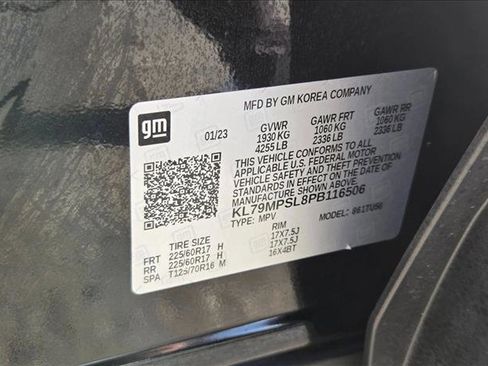 MFD BY GM KOREA COMPANY
gm
01/23 GVWR GAWR FRT GAWR RR
1930 KG 1060 KG 1060 KG
4255 LB 2336 LB 2336 LB
THIS VEHICLE CONFORMS TO ALL
APPLICABLE U.S. FEDERAL MOTOR
VEHICLE SAFETY AND THEFT PREVENTION
STANDARDS IN EFFECT ON THE DATE OF
MANUFACTURE SHOWN ABOVE.
KL79MPSL8PB116506
TYPE: MPV MODEL: 861TU56
TIRE SIZE RIM
FRT 225/60R17 H 17X7.5J
RR 225/60R17 H 17X7.5J
SPA T125/70R16 M 16X4BT